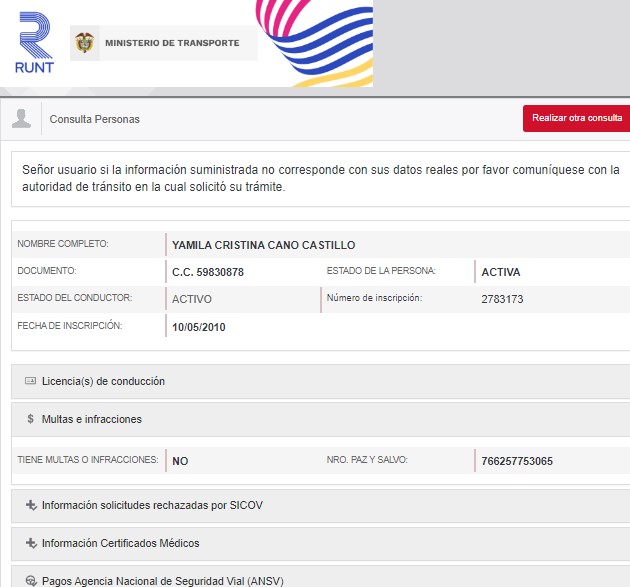 RUNT
MINISTERIO DE TRANSPORTE
Consulta Personas
Realizar otra consulta
Señor usuario si la información suministrada no corresponde con sus datos reales por favor comuníquese con la
autoridad de tránsito en la cual solicitó su trámite.
NOMBRE COMPLETO: YAMILA CRISTINA CANO CASTILLO
DOCUMENTO: C.C. 59830878 ESTADO DE LA PERSONA: ACTIVA
ESTADO DEL CONDUCTOR: ACTIVO Número de inscripción: 2783173
FECHA DE INSCRIPCIÓN: 10/05/2010
Licencia(s) de conducción
$ Multas e infracciones
TIENE MULTAS O INFRACCIONES: NO NRO. PAZ Y SALVO: 766257753065
Información solicitudes rechazadas por SICOV
Información Certificados Médicos
Pagos Agencia Nacional de Seguridad Vial (ANSV)